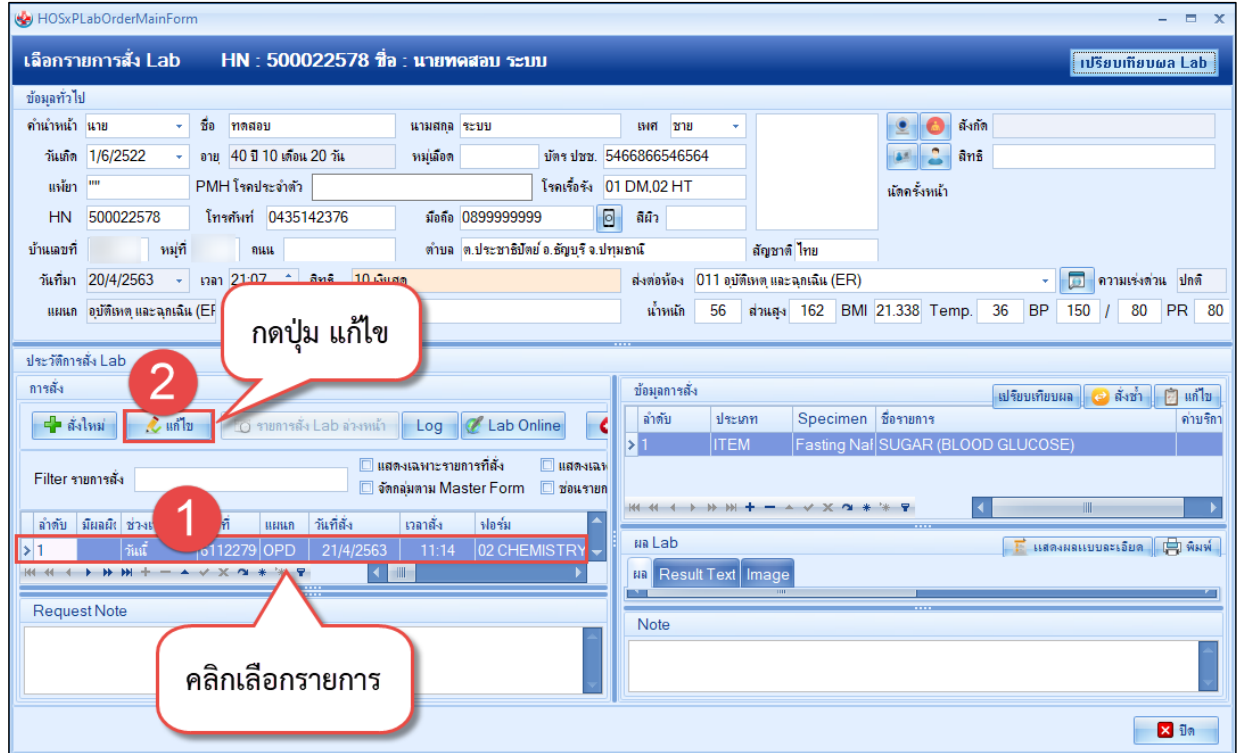 HOSxPLabOrderMainForm
เลือกรายการสั่ง Lab HN : 500022578 ชื่อ : นายทดสอบ ระบบ เปรียบเทียบผล Lab
ข้อมูลทั่วไป
คำนำหน้า นาย ชื่อ ทดสอบ นามสกุล ระบบ เพศ ชาย สังกัด
วันเกิด 1/6/2522 อายุ 40 ปี 10 เดือน 20 วัน หมู่เลือด บัตร ปชช. 5466866546564 สิทธิ
แพ้ยา "" PMH โรคประจำตัว โรคเรื้อรัง 01 DM,02 HT นัดครั้งหน้า
HN 500022578 โทรศัพท์ 0435142376 มือถือ 0899999999 สีผิว
บ้านเลขที่ หมู่ที่ ถนน ตำบล ต.ประชาธิปัตย์ อ.ธัญบุรี จ.ปทุมธานี สัญชาติ ไทย
วันที่มา 20/4/2563 เวลา 21:07 สิทธิ 10 ส่งต่อห้อง 011 อุบัติเหตุ และฉุกเฉิน (ER) ความเร่งด่วน ปกติ
แผนก อุบัติเหตุ และฉุกเฉิน น้ำหนัก 56 ส่วนสูง 162 BMI 21.338 Temp. 36 BP 150 / 80 PR 80
กดปุ่ม แก้ไข
ประวัติการสั่ง Lab
2
การสั่ง
สั่งใหม่ แก้ไข รายการสั่ง Lab ล่วงหน้า Log Lab Online
Filter รายการสั่ง แสดงเฉพาะรายการที่สั่ง
จัดกลุ่มตาม Master Form
1
ลำดับ แผนก วันที่สั่ง เวลาสั่ง ฟอร์ม
1 วันนี้ 6112279 OPD 21/4/2563 11:14 02 CHEMISTRY
Request Note
คลิกเลือกรายการ
ข้อมูลการสั่ง เปรียบเทียบผล สั่งซ้ำ แก้ไข
ลำดับ ประเภท Specimen ชื่อรายการ
1 ITEM Fasting NaF SUGAR (BLOOD GLUCOSE)
ผล Lab แสดงผลแบบละเอียด พิมพ์
ผล Result Text Image
Note
ปิด